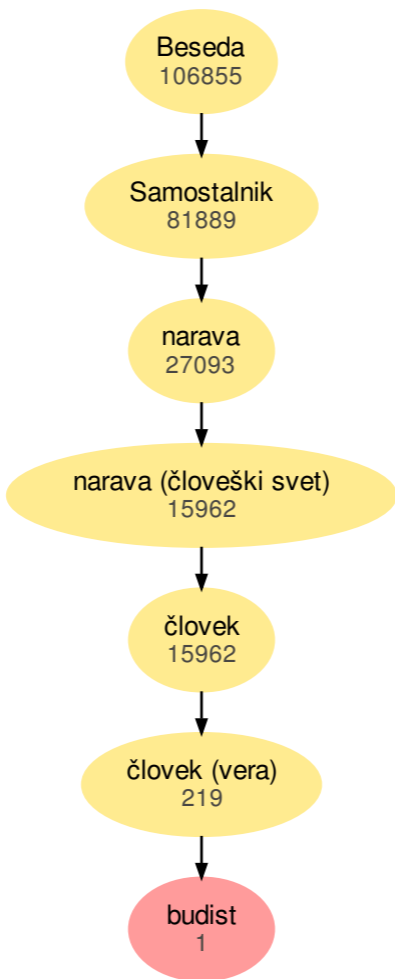 Beseda
106855
Samostalnik
81889
narava
27093
narava (človeški svet)
15962
človek
15962
človek (vera)
219
budist
1